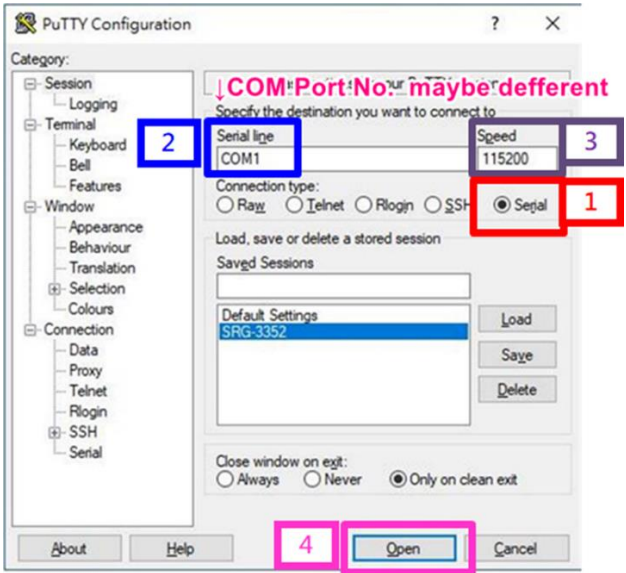 PuTTY Configuration
? ×
Category:
Session
Logging
Terminal
Keyboard
Bell
Features
Window
Appearance
Behaviour
Translation
Selection
Colours
Connection
Data
Proxy
Telnet
Rlogin
SSH
Serial
↓COM Port No. maybe defferent
Specify the destination you want to connect to
2
Serial line
Speed
3
COM1
115200
Connection type:
Raw Telnet Rlogin SSH Serial
1
Load, save or delete a stored session
Saved Sessions
Default Settings
SRG-3352
Load
Save
Delete
Close window on exit:
Always Never Only on clean exit
About Help 4 Open Cancel